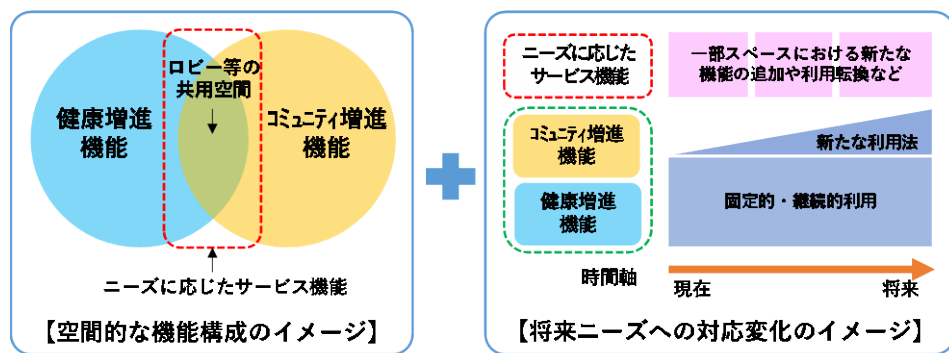 ロビー等の
共用空間
健康増進
機能
コミュニティ増進
機能
ニーズに応じたサービス機能
【空間的な機能構成のイメージ】
ニーズに応じた
サービス機能
一部スペースにおける新たな
機能の追加や利用転換など
コミュニティ増進
機能
新たな利用法
健康増進
機能
固定的・継続的利用
時間軸
現在
将来
【将来ニーズへの対応変化のイメージ】